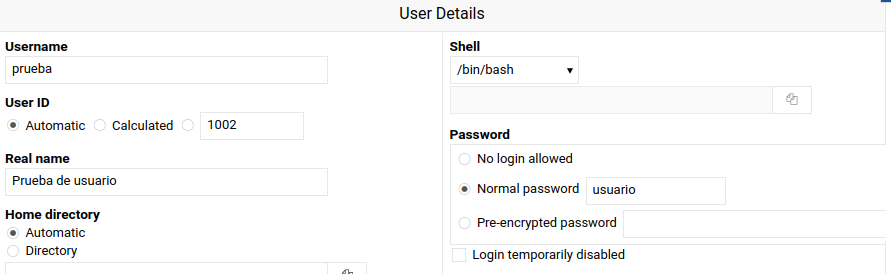 User Details
Username
prueba
User ID
Automatic Calculated 1002
Real name
Prueba de usuario
Home directory
Automatic
Directory
Shell
/bin/bash
Password
No login allowed
Normal password usuario
Pre-encrypted password
Login temporarily disabled